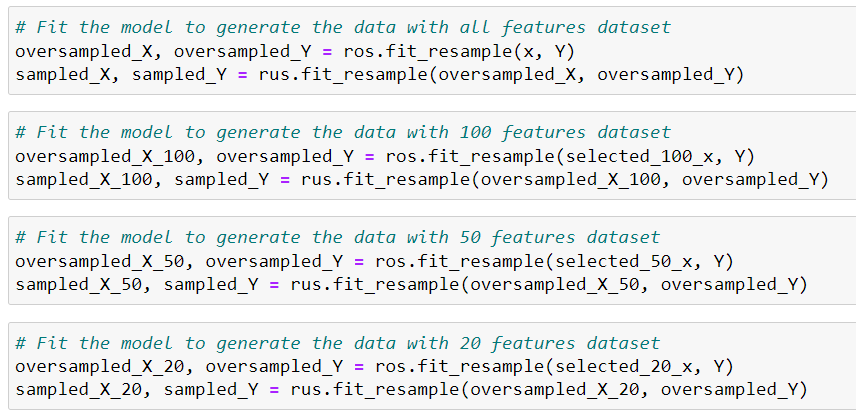 # Fit the model to generate the data with all features dataset
oversampled_X, oversampled_Y = ros.fit_resample(x, Y)
sampled_X, sampled_Y = rus.fit_resample(oversampled_X, oversampled_Y)
# Fit the model to generate the data with 100 features dataset
oversampled_X_100, oversampled_Y = ros.fit_resample(selected_100_x, Y)
sampled_X_100, sampled_Y = rus.fit_resample(oversampled_X_100, oversampled_Y)
# Fit the model to generate the data with 50 features dataset
oversampled_X_50, oversampled_Y = ros.fit_resample(selected_50_x, Y)
sampled_X_50, sampled_Y = rus.fit_resample(oversampled_X_50, oversampled_Y)
# Fit the model to generate the data with 20 features dataset
oversampled_X_20, oversampled_Y = ros.fit_resample(selected_20_x, Y)
sampled_X_20, sampled_Y = rus.fit_resample(oversampled_X_20, oversampled_Y)